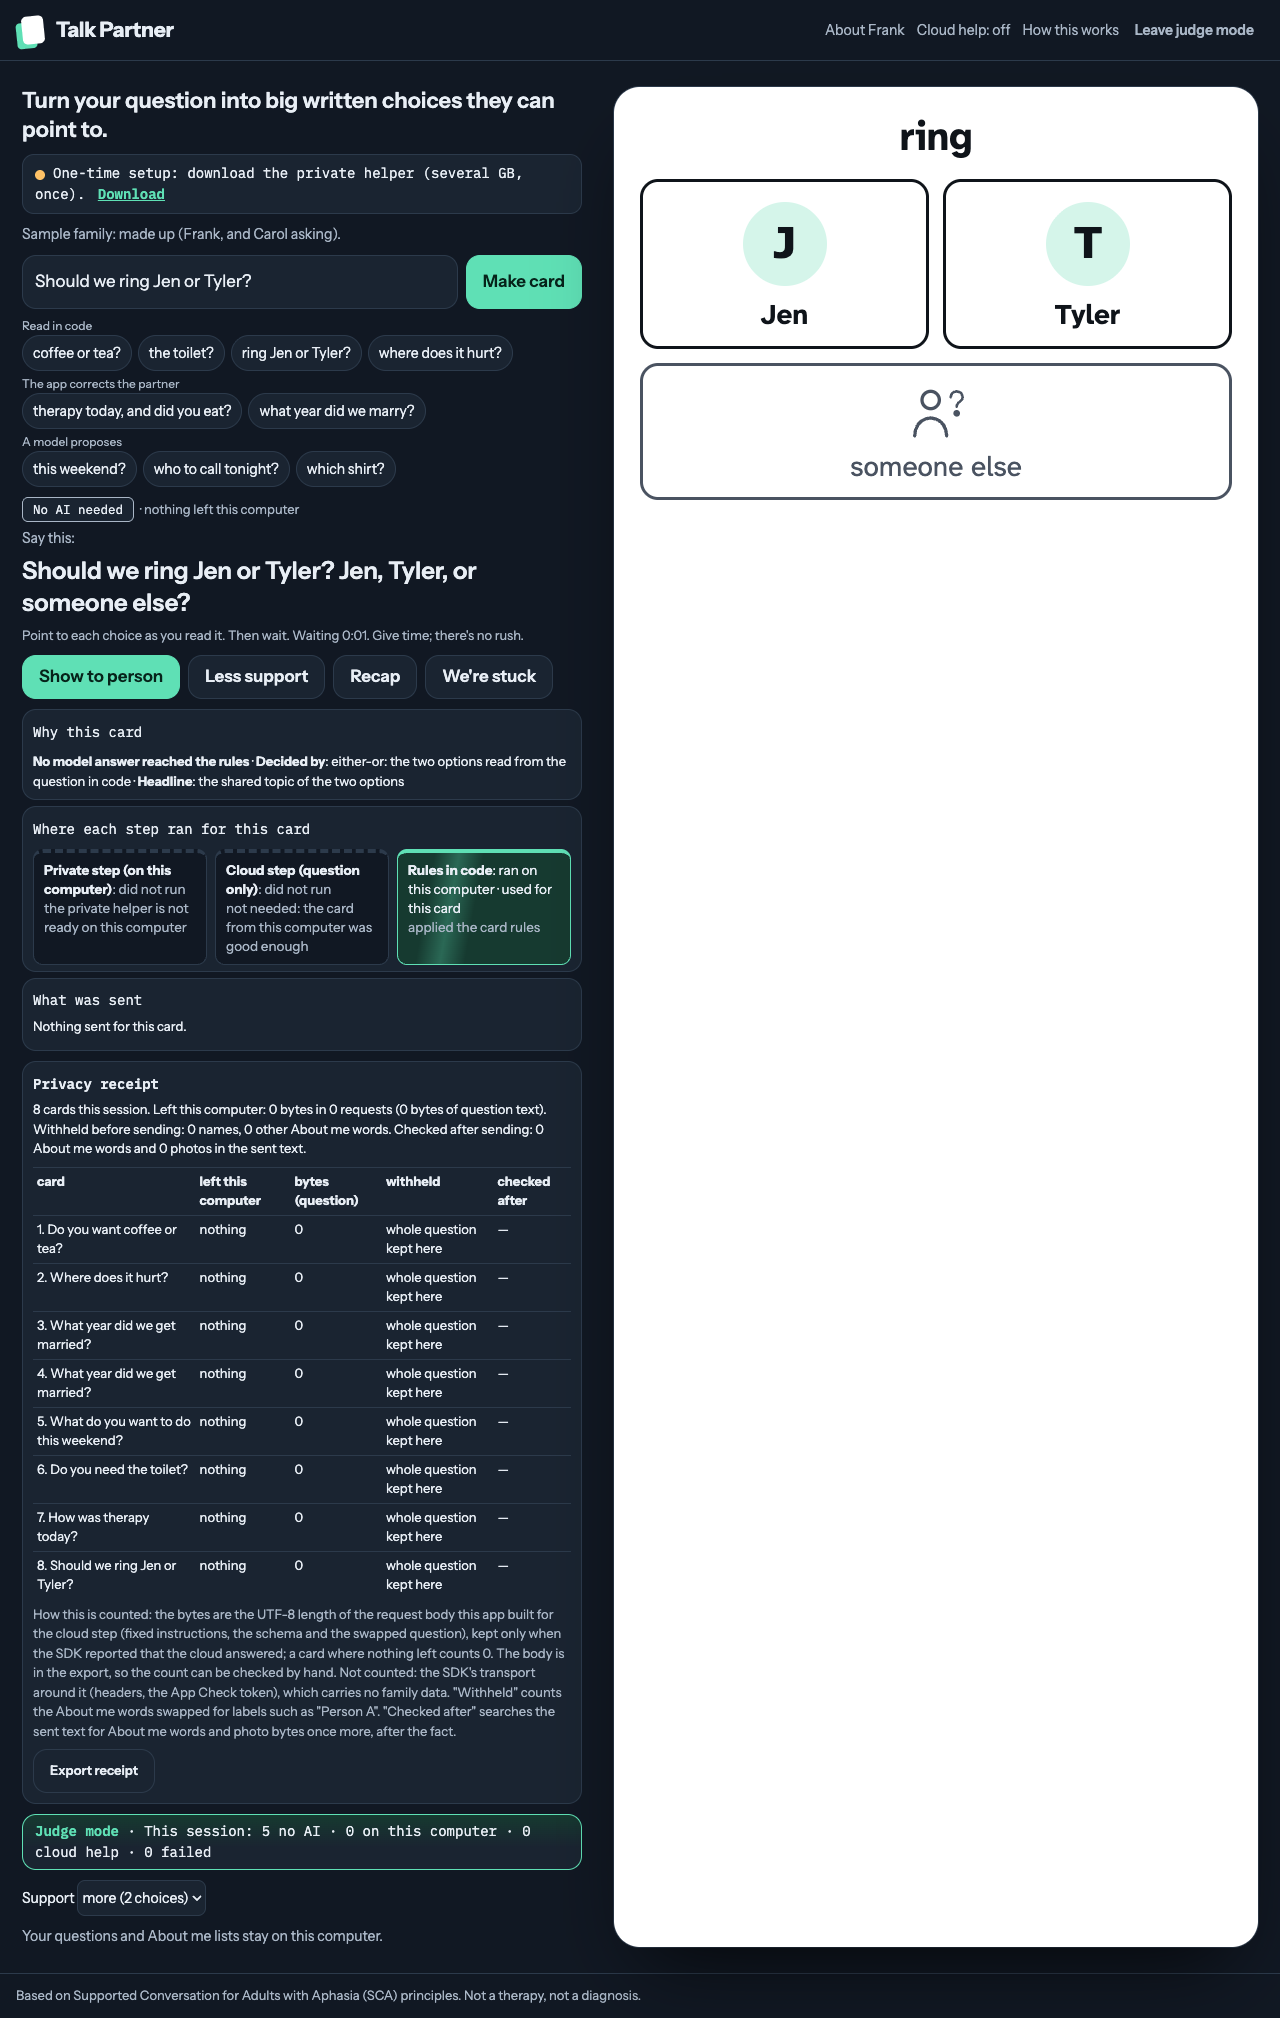 Talk Partner
About Frank Cloud help: off How this works Leave judge mode
Turn your question into big written choices they can
point to.
One-time setup: download the private helper (several GB,
once). Download
Sample family: made up (Frank, and Carol asking).
Should we ring Jen or Tyler? Make card
Read in code
coffee or tea? the toilet? ring Jen or Tyler? where does it hurt?
The app corrects the partner
therapy today, and did you eat? what year did we marry?
A model proposes
this weekend? who to call tonight? which shirt?
No AI needed · nothing left this computer
Say this:
Should we ring Jen or Tyler? Jen, Tyler, or
someone else?
Point to each choice as you read it. Then wait. Waiting 0:01. Give time; there's no rush.
Show to person Less support Recap We're stuck
Why this card
No model answer reached the rules · Decided by: either-or: the two options read from the
question in code · Headline: the shared topic of the two options
Where each step ran for this card
Private step (on this
computer): did not run
the private helper is not
ready on this computer
Cloud step (question
only): did not run
not needed: the card
from this computer was
good enough
Rules in code: ran on
this computer · used for
this card
applied the card rules
What was sent
Nothing sent for this card.
Privacy receipt
8 cards this session. Left this computer: 0 bytes in 0 requests (0 bytes of question text).
Withheld before sending: 0 names, 0 other About me words. Checked after sending: 0
About me words and 0 photos in the sent text.
card left this computer bytes (question) withheld checked after
1. Do you want coffee or tea? nothing 0 whole question kept here —
2. Where does it hurt? nothing 0 whole question kept here —
3. What year did we get married? nothing 0 whole question kept here —
4. What year did we get married? nothing 0 whole question kept here —
5. What do you want to do this weekend? nothing 0 whole question kept here —
6. Do you need the toilet? nothing 0 whole question kept here —
7. How was therapy today? nothing 0 whole question kept here —
8. Should we ring Jen or Tyler? nothing 0 whole question kept here —
How this is counted: the bytes are the UTF-8 length of the request body this app built for
the cloud step (fixed instructions, the schema and the swapped question), kept only when
the SDK reported that the cloud answered; a card where nothing left counts 0. The body is
in the export, so the count can be checked by hand. Not counted: the SDK's transport
around it (headers, the App Check token), which carries no family data. "Withheld" counts
the About me words swapped for labels such as "Person A". "Checked after" searches the
sent text for About me words and photo bytes once more, after the fact.
Export receipt
Judge mode · This session: 5 no AI · 0 on this computer · 0
cloud help · 0 failed
Support more (2 choices)
Your questions and About me lists stay on this computer.
ring
J T
Jen Tyler
?
someone else
Based on Supported Conversation for Adults with Aphasia (SCA) principles. Not a therapy, not a diagnosis.